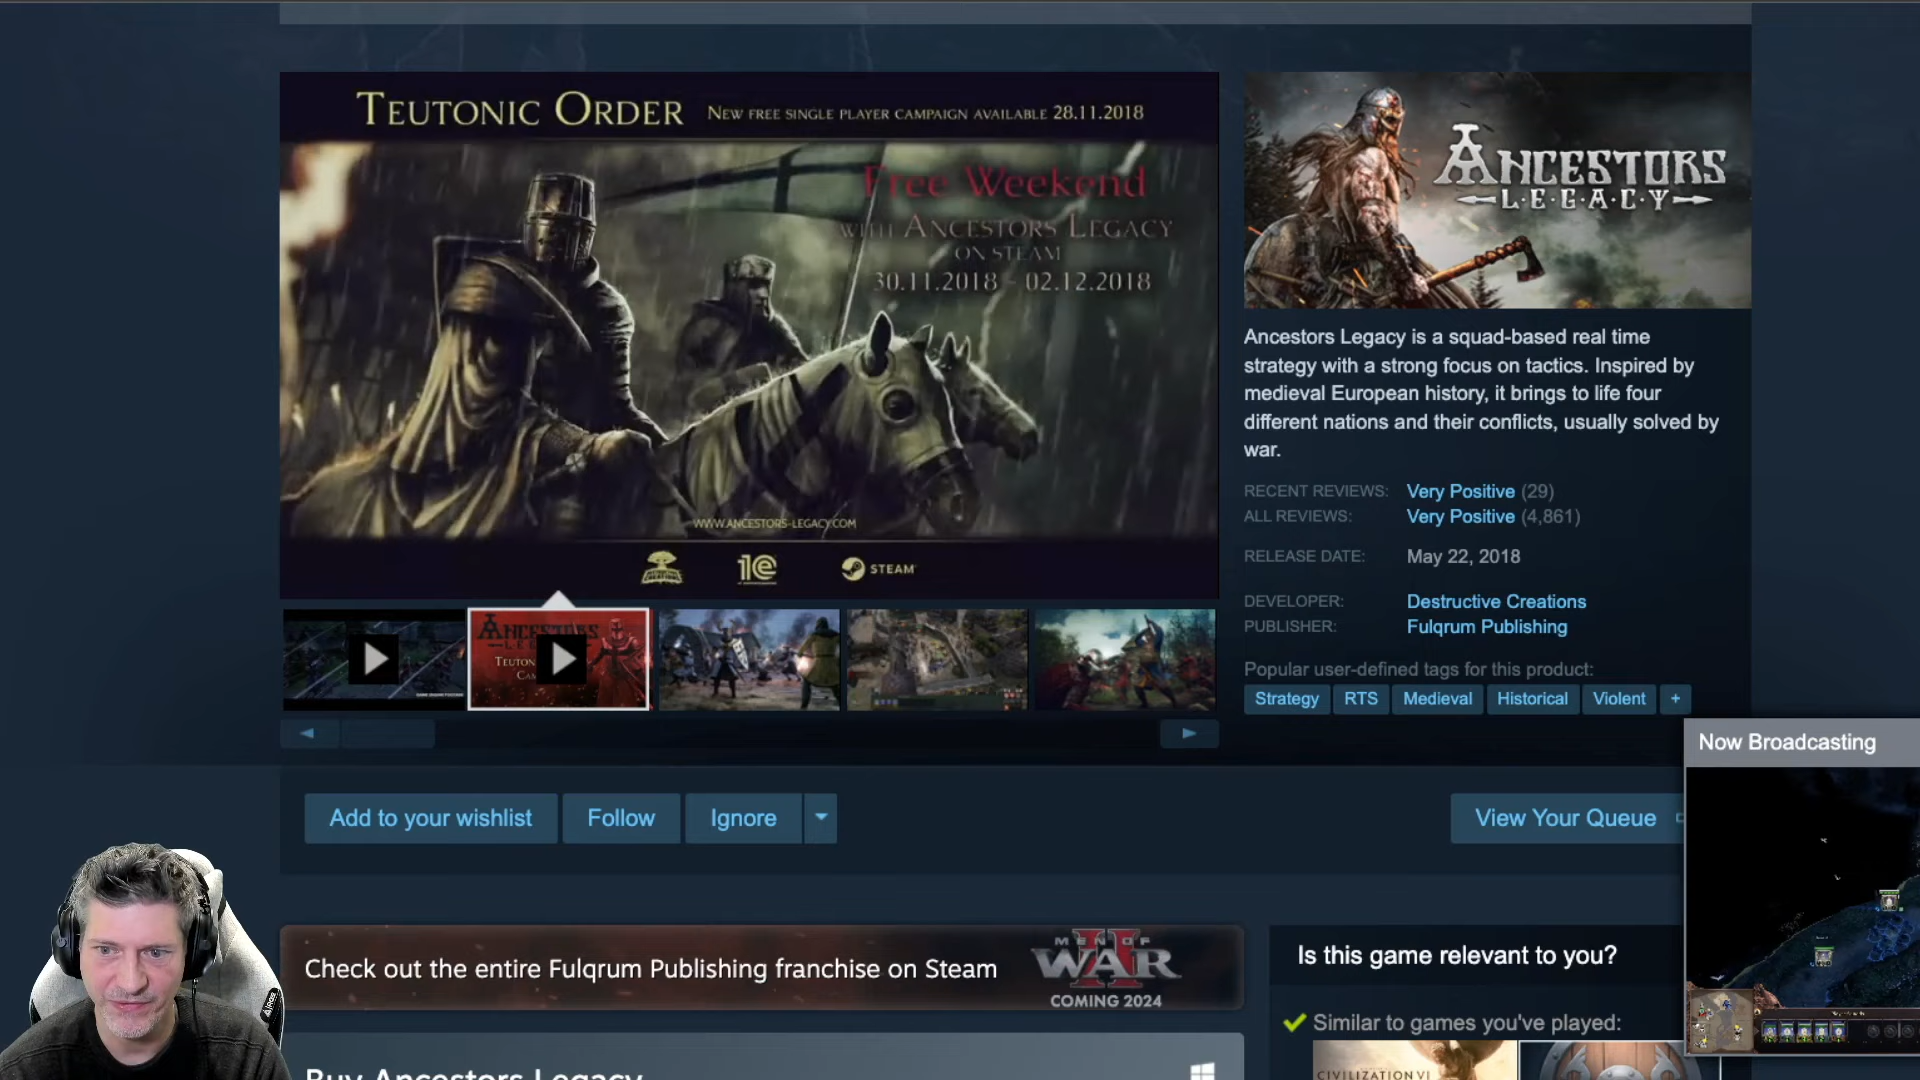 TEUTONIC ORDER NEW FREE SINGLE PLAYER CAMPAIGN AVAILABLE 28.11.2018
Free Weekend
WITH ANCESTORS LEGACY
ON STEAM
30.11.2018 - 02.12.2018
WWW.ANCESTORS-LEGACY.COM
1C
STEAM
ANCESTORS
LEGACY
Ancestors Legacy is a squad-based real time
strategy with a strong focus on tactics. Inspired by
medieval European history, it brings to life four
different nations and their conflicts, usually solved by
war.
RECENT REVIEWS: Very Positive (29)
ALL REVIEWS: Very Positive (4,861)
RELEASE DATE: May 22, 2018
DEVELOPER: Destructive Creations
PUBLISHER: Fulqrum Publishing
Popular user-defined tags for this product:
Strategy RTS Medieval Historical Violent +
ANCESTORS
Now Broadcasting
Add to your wishlist Follow Ignore
View Your Queue
Check out the entire Fulqrum Publishing franchise on Steam
MEN OF
WAR
II
COMING 2024
Is this game relevant to you?
Similar to games you've played:
CIVILIZATION VI
Buy Ancestors Legacy